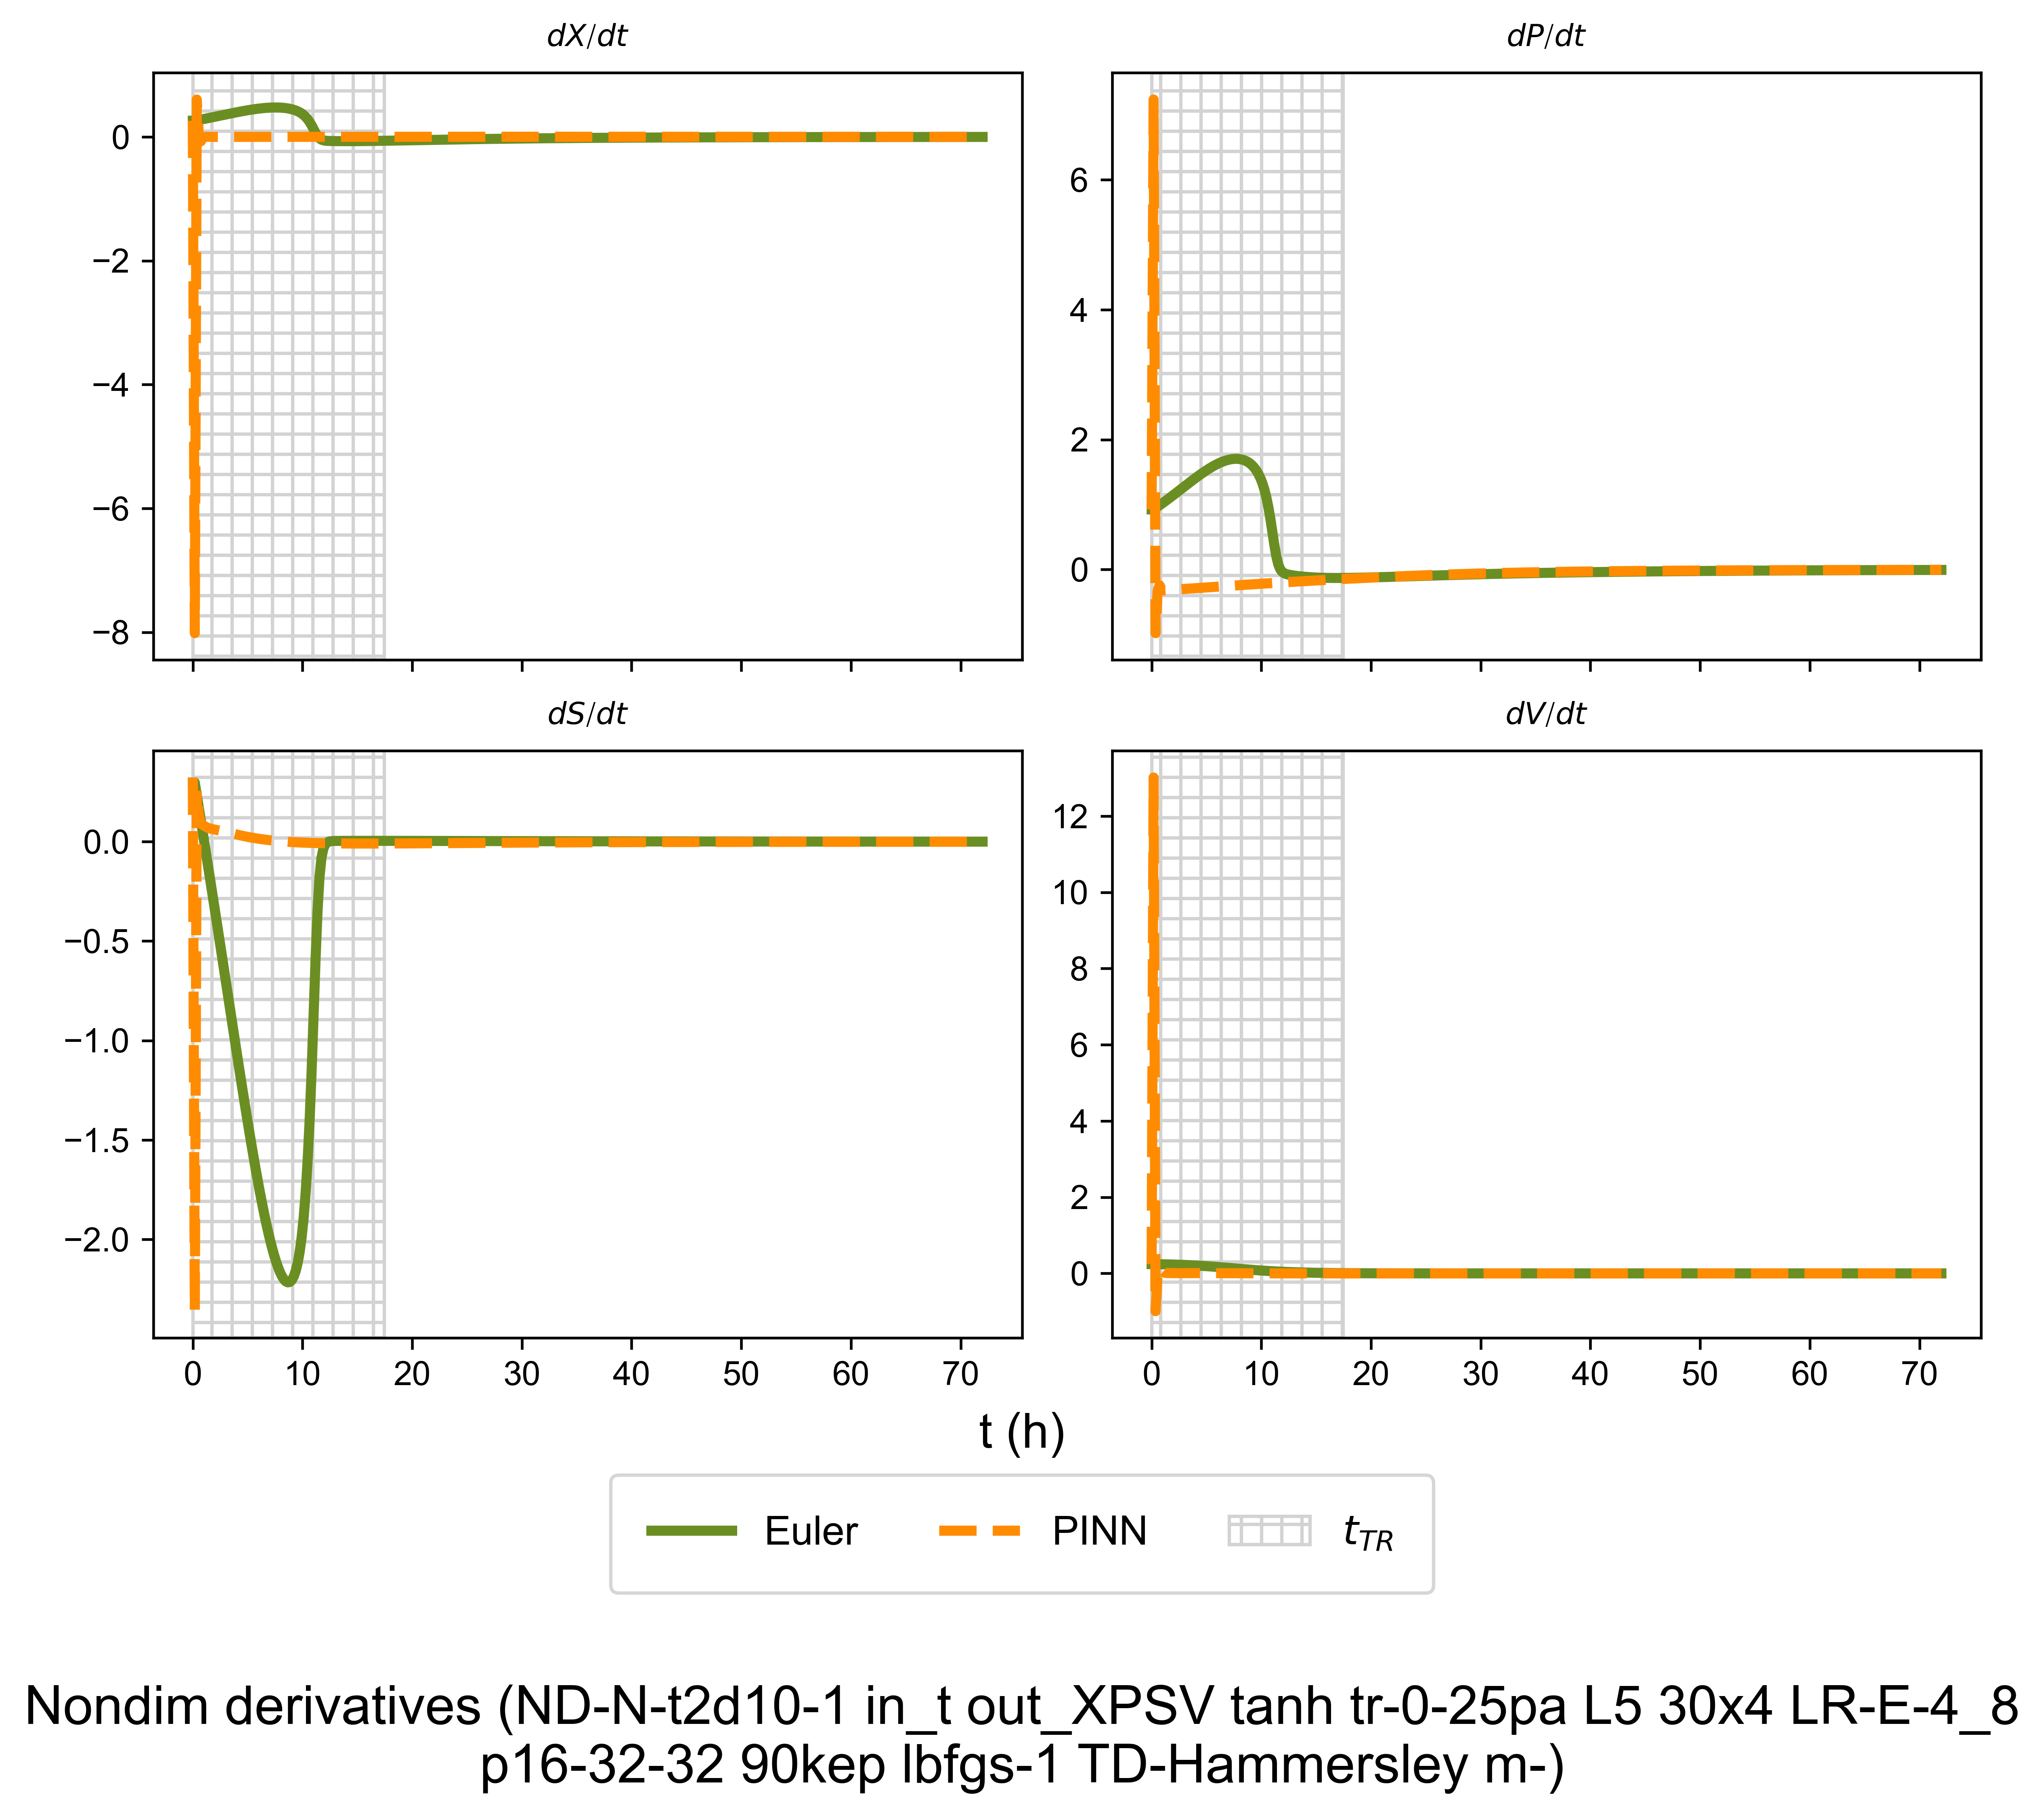 dX/dt
dP/dt
0
−2
−4
−6
−8
6
4
2
0
dS/dt
dV/dt
0.0
−0.5
−1.0
−1.5
−2.0
12
10
8
6
4
2
0
0 10 20 30 40 50 60 70
0 10 20 30 40 50 60 70
t (h)
Euler PINN t_TR
Nondim derivatives (ND-N-t2d10-1 in_t out_XPSV tanh tr-0-25pa L5 30x4 LR-E-4_8
p16-32-32 90kep lbfgs-1 TD-Hammersley m-)